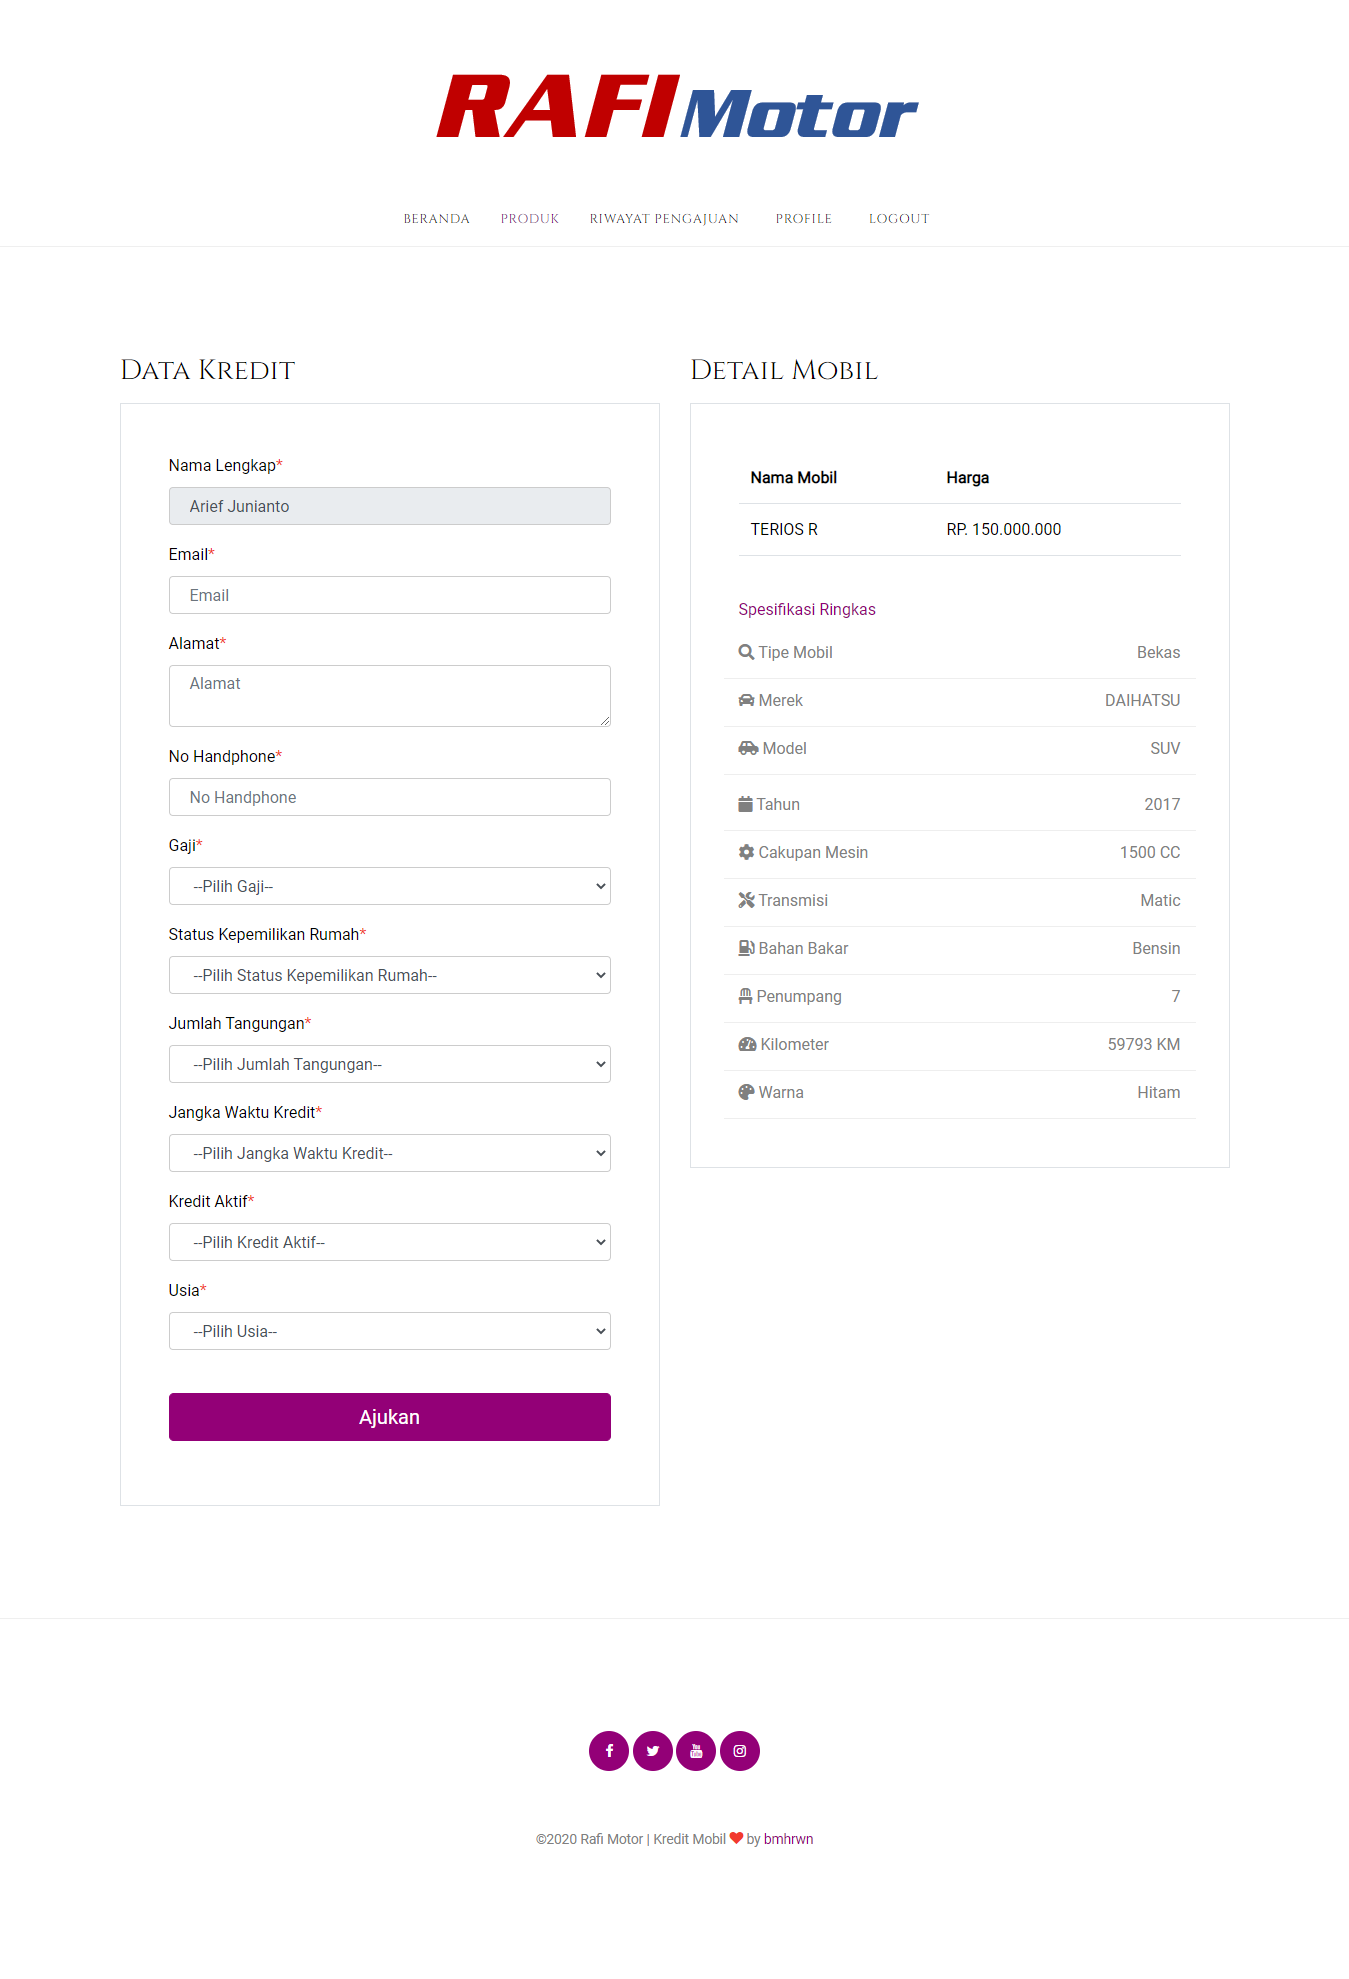 RAFI Motor
BERANDA PRODUK RIWAYAT PENGAJUAN PROFILE LOGOUT
Data Kredit
Nama Lengkap*
Arief Junianto
Email*
Email
Alamat*
Alamat
No Handphone*
No Handphone
Gaji*
--Pilih Gaji--
Status Kepemilikan Rumah*
--Pilih Status Kepemilikan Rumah--
Jumlah Tangungan*
--Pilih Jumlah Tangungan--
Jangka Waktu Kredit*
--Pilih Jangka Waktu Kredit--
Kredit Aktif*
--Pilih Kredit Aktif--
Usia*
--Pilih Usia--
Ajukan
Detail Mobil
Nama Mobil Harga
TERIOS R RP. 150.000.000
Spesifikasi Ringkas
Tipe Mobil Bekas
Merek DAIHATSU
Model SUV
Tahun 2017
Cakupan Mesin 1500 CC
Transmisi Matic
Bahan Bakar Bensin
Penumpang 7
Kilometer 59793 KM
Warna Hitam
©2020 Rafi Motor | Kredit Mobil ❤ by bmhrwn